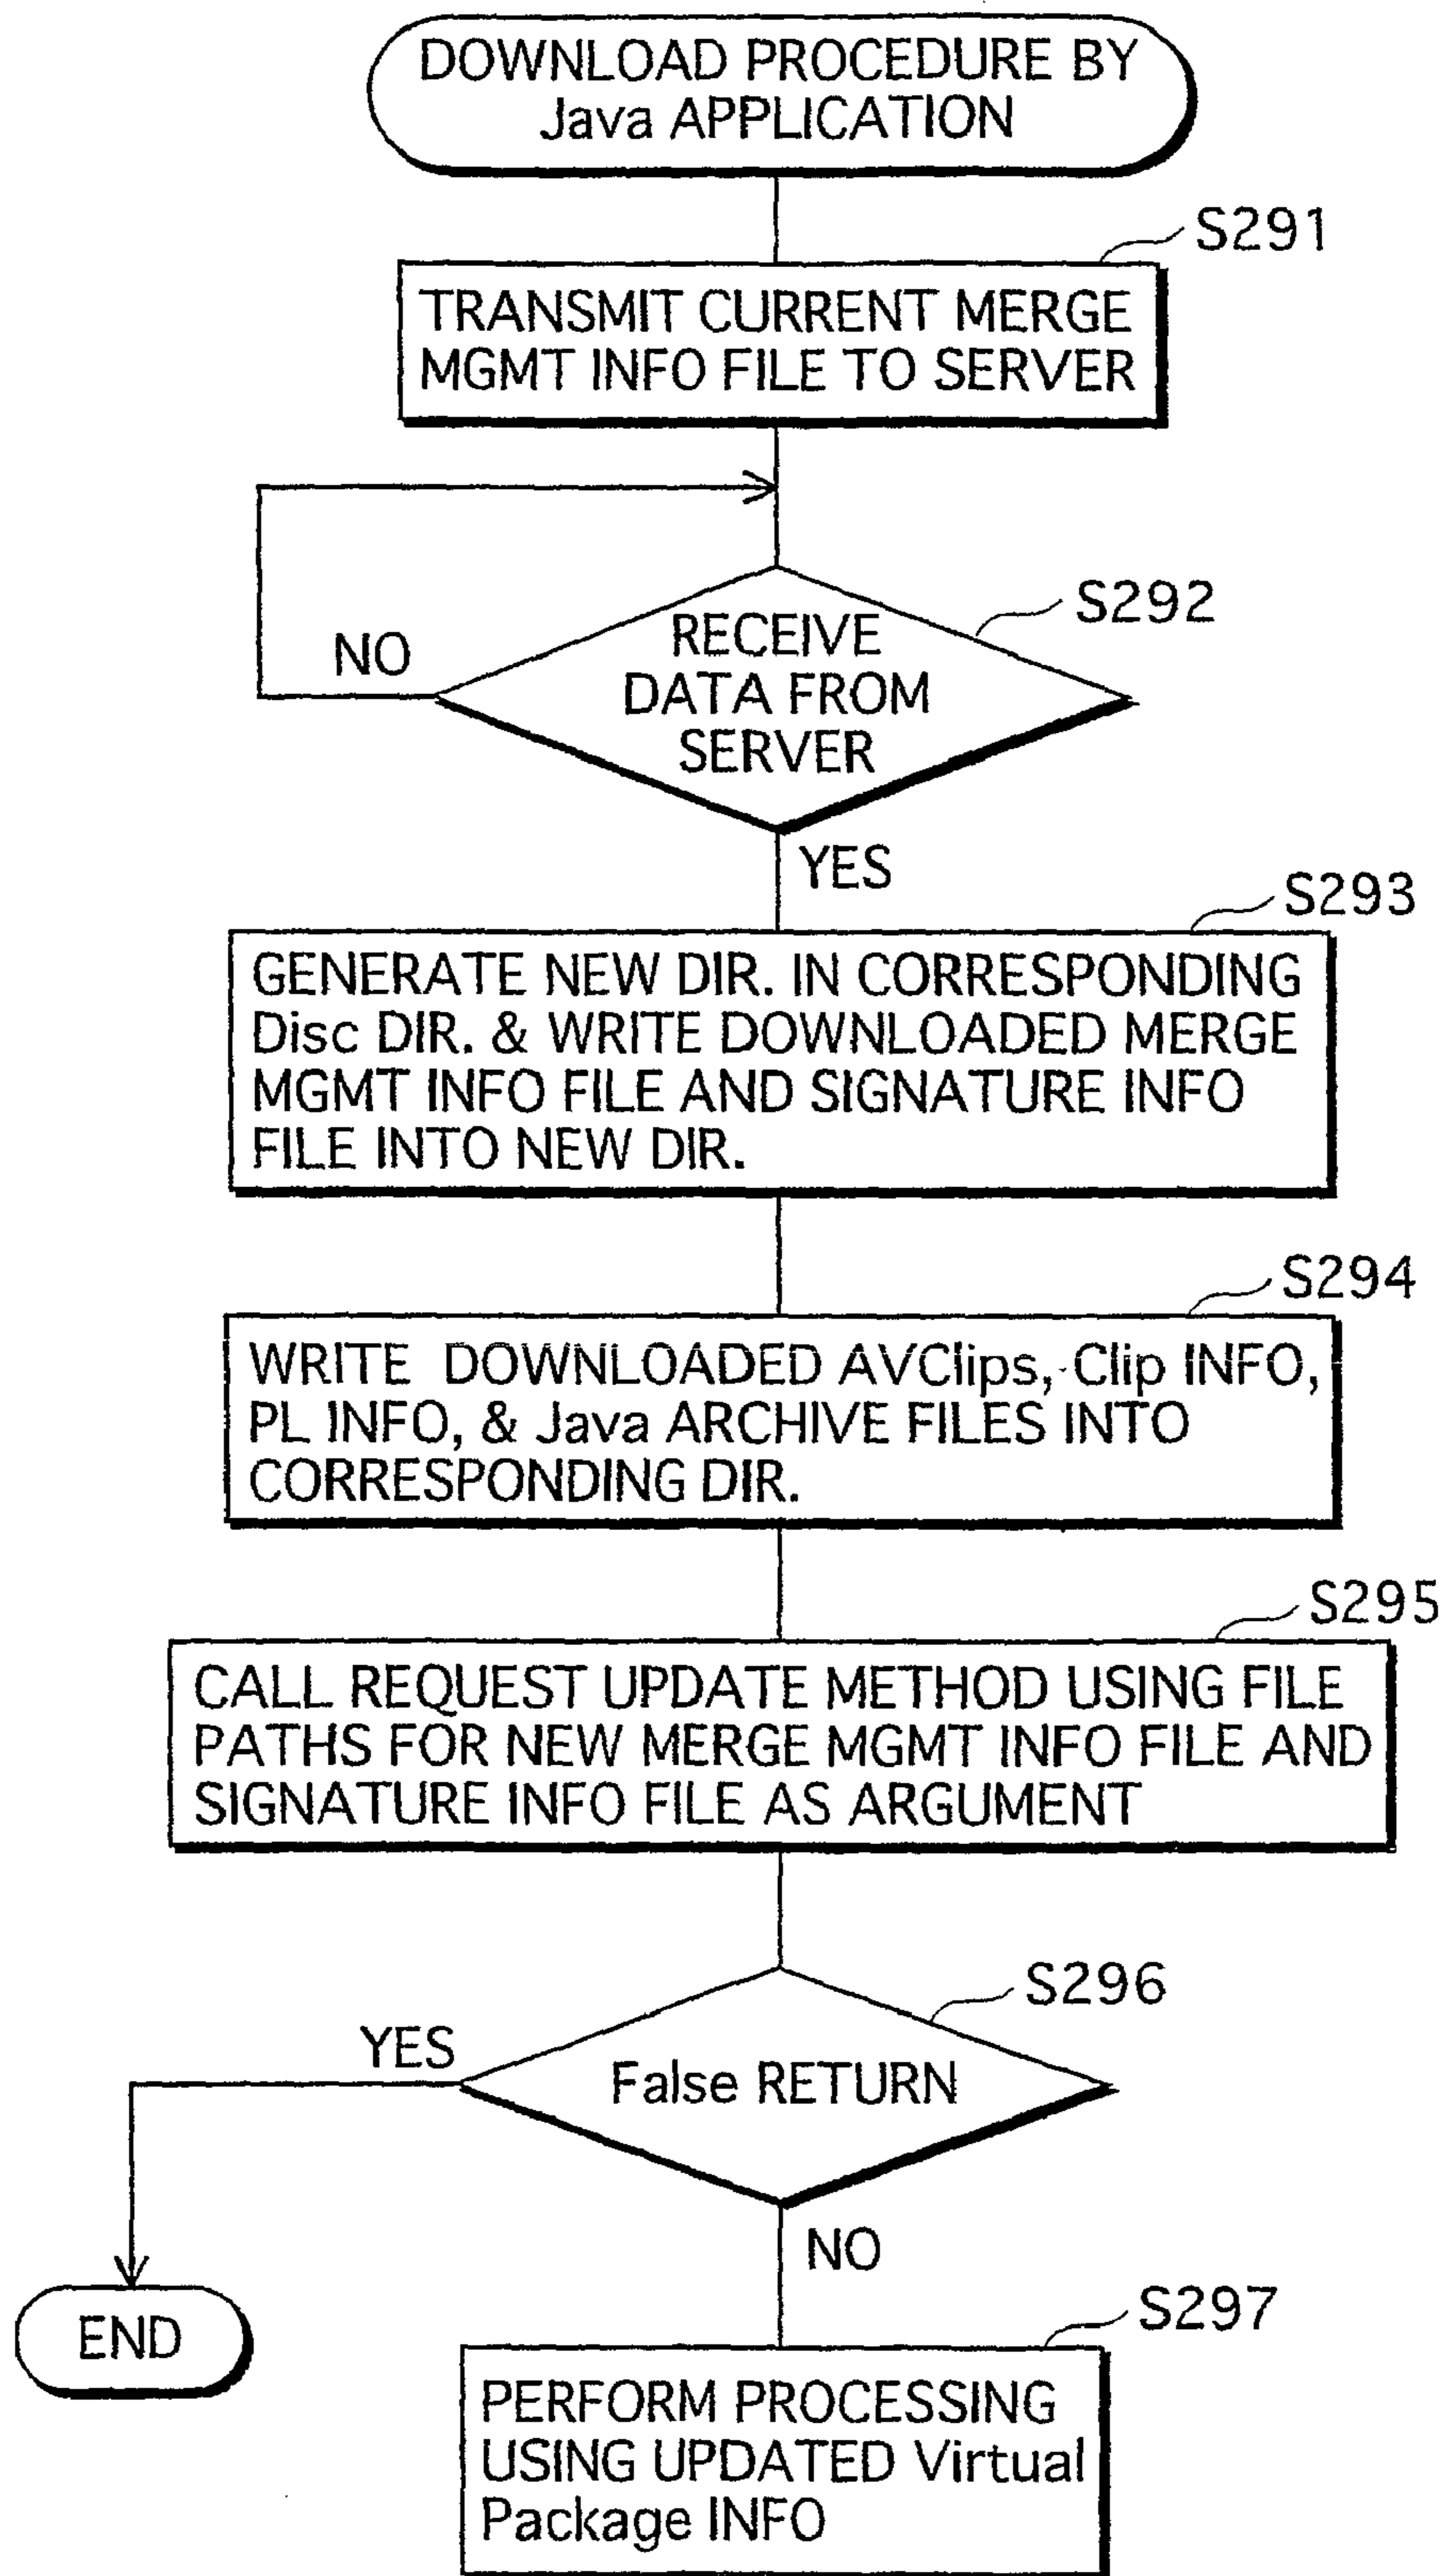 DOWNLOAD PROCEDURE BY
Java APPLICATION
S291
TRANSMIT CURRENT MERGE
MGMT INFO FILE TO SERVER
S292
NO
RECEIVE
DATA FROM
SERVER
YES
S293
GENERATE NEW DIR. IN CORRESPONDING
Disc DIR. & WRITE DOWNLOADED MERGE
MGMT INFO FILE AND SIGNATURE INFO
FILE INTO NEW DIR.
S294
WRITE DOWNLOADED AVClips, Clip INFO,
PL INFO, & Java ARCHIVE FILES INTO
CORRESPONDING DIR.
S295
CALL REQUEST UPDATE METHOD USING FILE
PATHS FOR NEW MERGE MGMT INFO FILE AND
SIGNATURE INFO FILE AS ARGUMENT
S296
YES
False RETURN
NO
END
S297
PERFORM PROCESSING
USING UPDATED Virtual
Package INFO